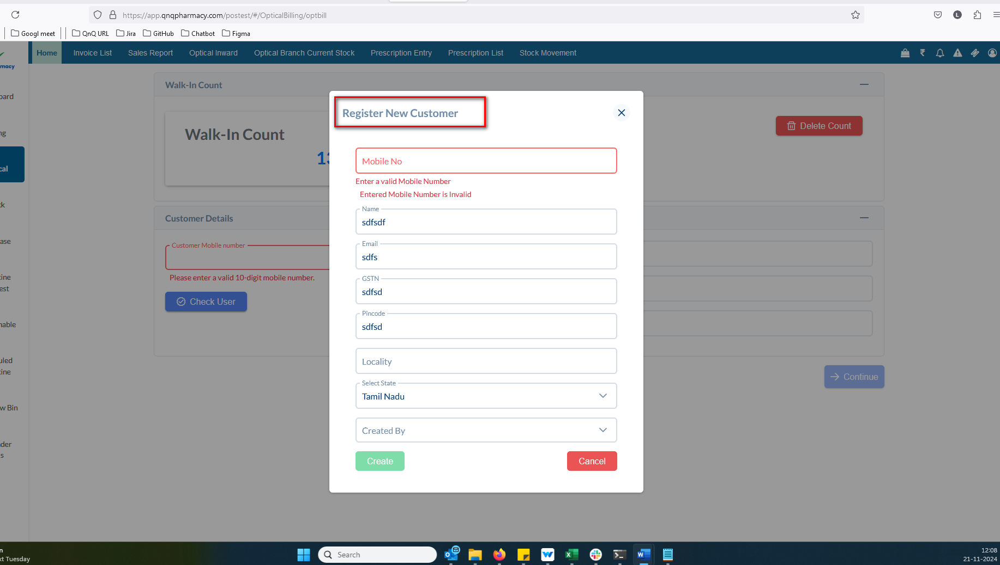 https://app.qnqpharmacy.com/postest/#/OpticalBilling/optbill
L
Googl meet
QnQ URL
Jira
GitHub
Chatbot
Figma
macy
Home
Invoice List
Sales Report
Optical Inward
Optical Branch Current Stock
Prescription Entry
Prescription List
Stock Movement
oard
ng
cal
ck
ase
cine
est
nable
uled
cine
w Bin
nder
s
Walk-In Count
Walk-In Count
13
Delete Count
Customer Details
Customer Mobile number
Please enter a valid 10-digit mobile number.
Check User
Continue
Register New Customer
Mobile No
Enter a valid Mobile Number
Entered Mobile Number is Invalid
Name
sdfsdf
Email
sdfs
GSTN
sdfsd
Pincode
sdfsd
Locality
Select State
Tamil Nadu
Created By
Create
Cancel
n
xt Tuesday
Search
12:08
21-11-2024